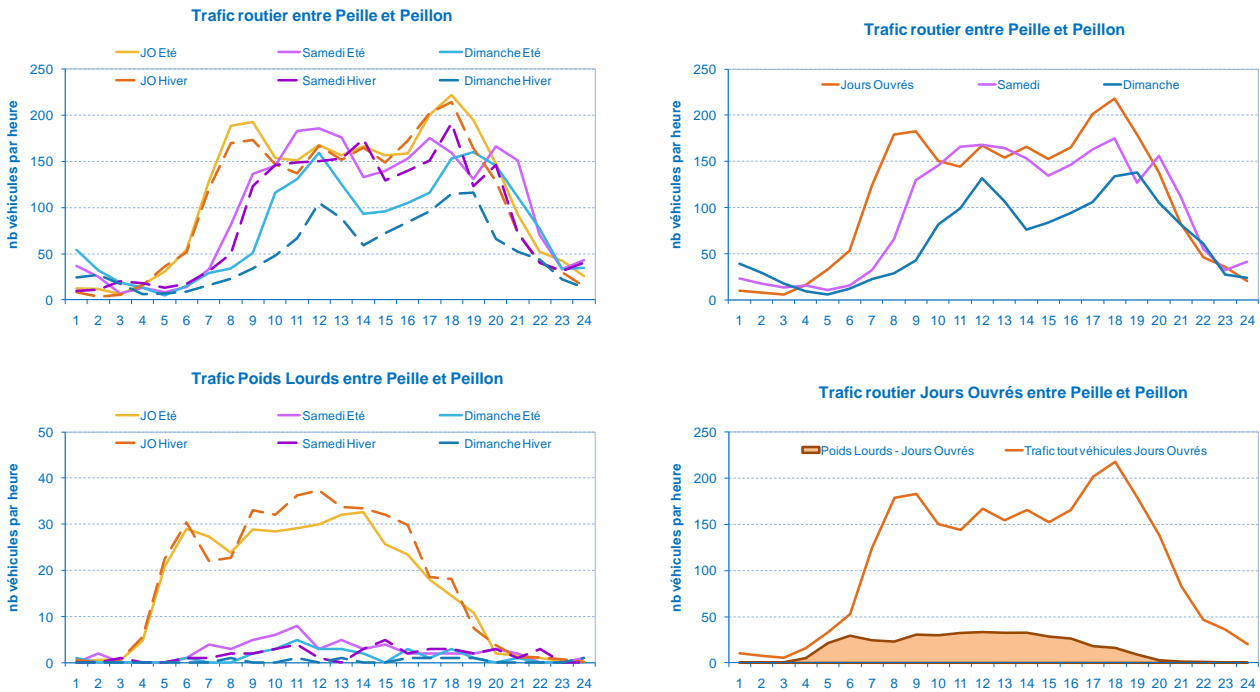 Trafic routier entre Peille et Peillon
JO Eté Samedi Eté Dimanche Eté
JO Hiver Samedi Hiver Dimanche Hiver
nb véhicules par heure
250
200
150
100
50
0
1 2 3 4 5 6 7 8 9 10 11 12 13 14 15 16 17 18 19 20 21 22 23 24
Trafic routier entre Peille et Peillon
Jours Ouvrés Samedi Dimanche
nb véhicules par heure
250
200
150
100
50
0
1 2 3 4 5 6 7 8 9 10 11 12 13 14 15 16 17 18 19 20 21 22 23 24
Trafic Poids Lourds entre Peille et Peillon
JO Eté Samedi Eté Dimanche Eté
JO Hiver Samedi Hiver Dimanche Hiver
nb véhicules par heure
50
40
30
20
10
0
1 2 3 4 5 6 7 8 9 10 11 12 13 14 15 16 17 18 19 20 21 22 23 24
Trafic routier Jours Ouvrés entre Peille et Peillon
Poids Lourds - Jours Ouvrés Trafic tout véhicules Jours Ouvrés
nb véhicules par heure
250
200
150
100
50
0
1 2 3 4 5 6 7 8 9 10 11 12 13 14 15 16 17 18 19 20 21 22 23 24